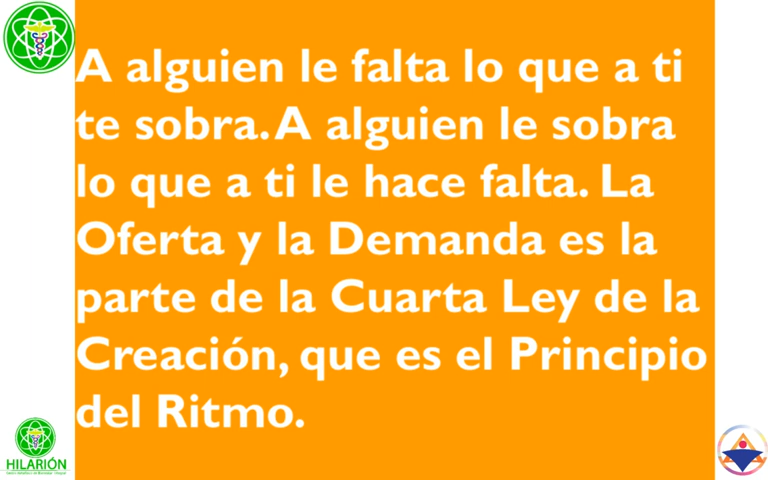 A alguien le falta lo que a ti
te sobra. A alguien le sobra
lo que a ti le hace falta. La
Oferta y la Demanda es la
parte de la Cuarta Ley de la
Creación, que es el Principio
del Ritmo.
HILARIÓN